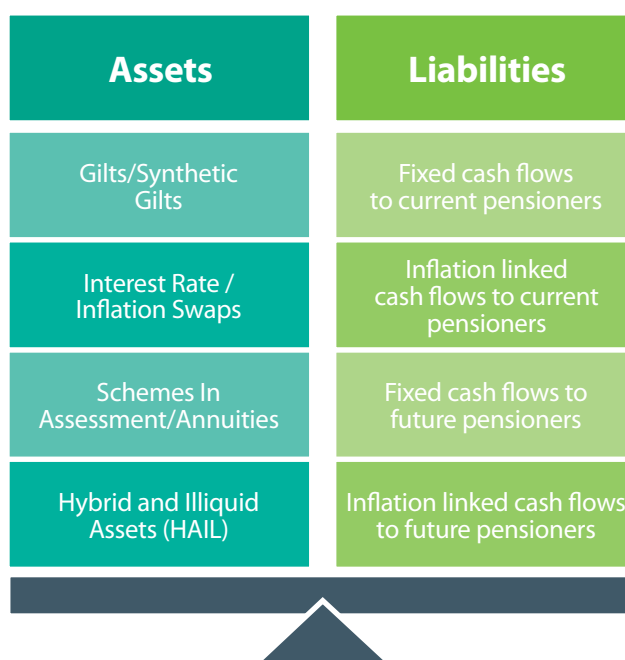 Assets
Liabilities
Gilts/Synthetic
Gilts
Fixed cash flows
to current pensioners
Interest Rate /
Inflation Swaps
Inflation linked
cash flows to current
pensioners
Schemes In
Assessment/Annuities
Fixed cash flows to
future pensioners
Hybrid and Illiquid
Assets (HAIL)
Inflation linked cash flows
to future pensioners